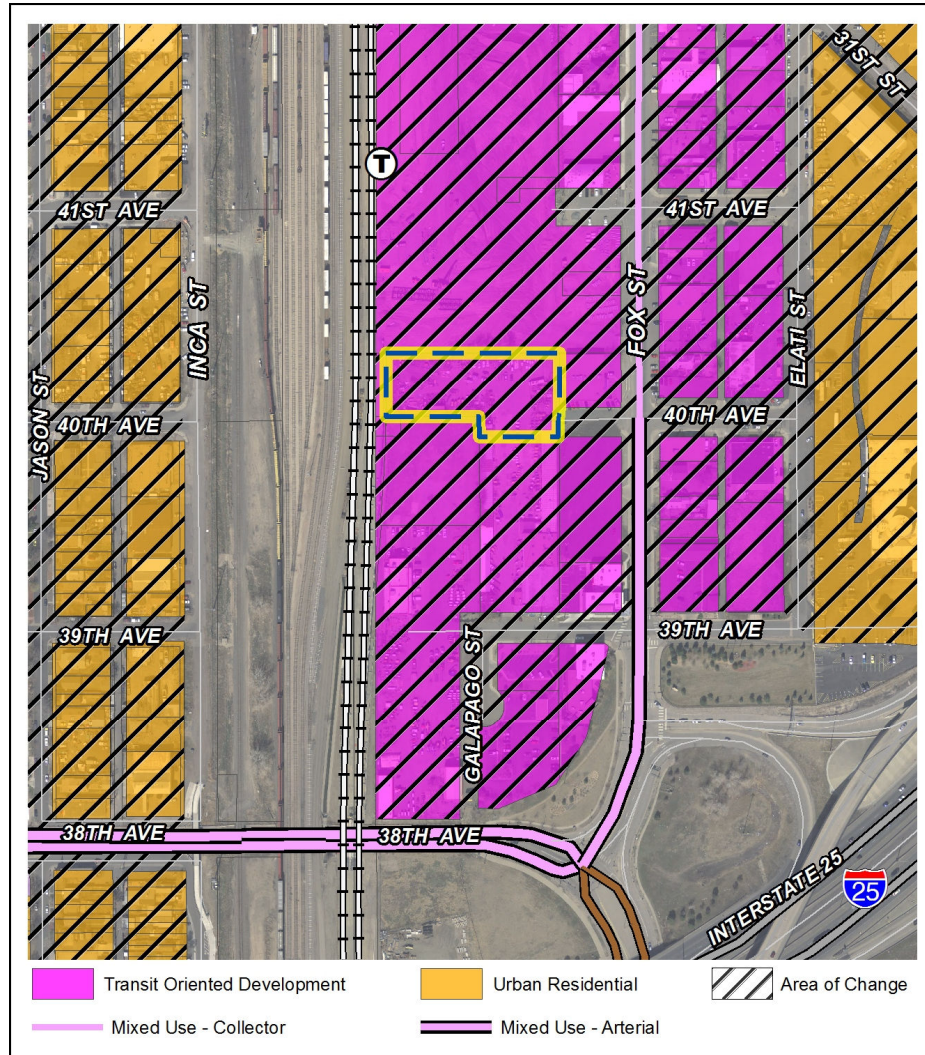 31ST ST
T
41ST AVE
41ST AVE
INCA ST
FOX ST
ELATI ST
JASON ST
40TH AVE
40TH AVE
39TH AVE
39TH AVE
GALAPAGO ST
38TH AVE
38TH AVE
INTERSTATE 25
25
Transit Oriented Development
Urban Residential
Area of Change
Mixed Use - Collector
Mixed Use - Arterial